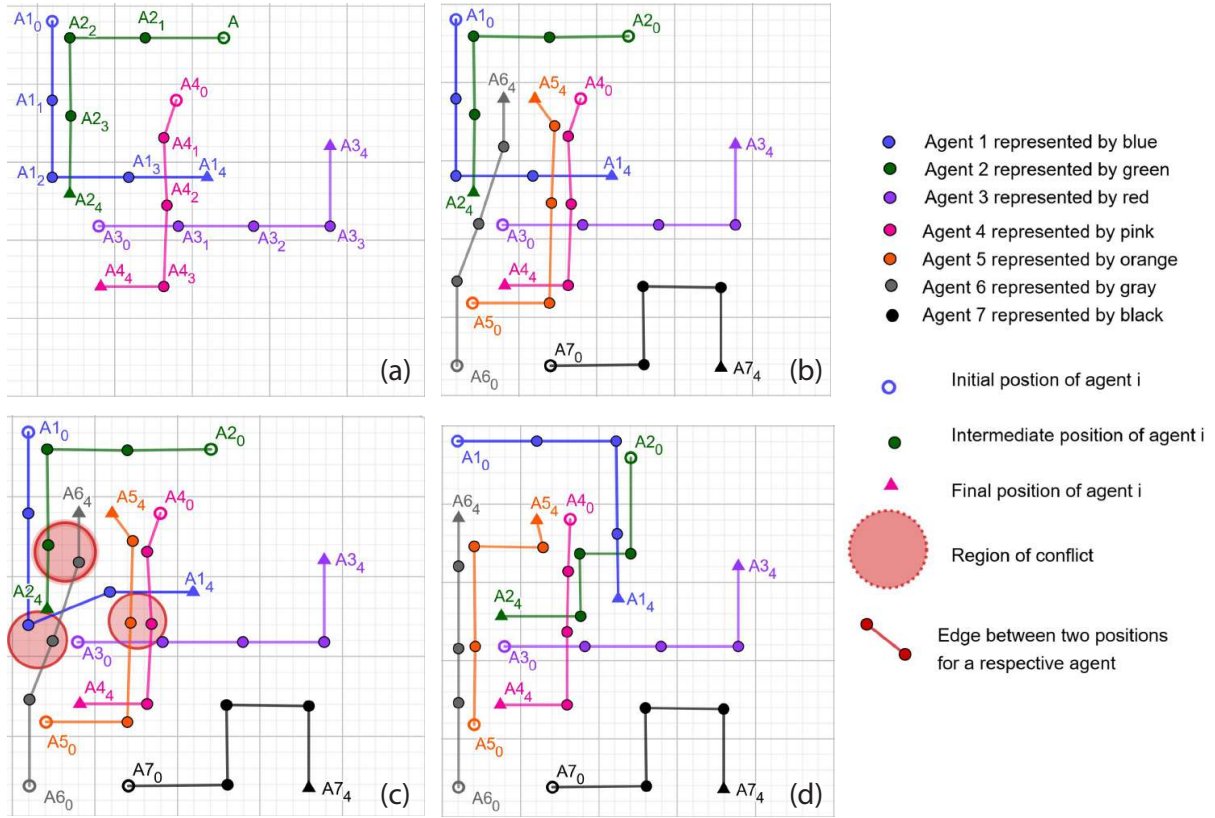 A1₀
A2₂
A2₁
A
A4₀
A1₁
A2₃
A4₁
A3₄
A1₃
A1₄
A1₂
A2₄
A4₂
A3₀
A3₁
A3₂
A3₃
A4₄
A4₃
(a)
A1₀
A2₀
A6₄
A5₄
A4₀
A3₄
A1₄
A2₄
A3₀
A4₄
A5₀
A7₀
A6₀
A7₄
(b)
A1₀
A2₀
A6₄
A5₄
A4₀
A3₄
A1₄
A2₄
A3₀
A4₄
A5₀
A7₀
A6₀
A7₄
(c)
A1₀
A2₀
A6₄
A5₄
A4₀
A3₄
A2₄
A1₄
A3₀
A4₄
A5₀
A7₀
A6₀
A7₄
(d)
Agent 1 represented by blue
Agent 2 represented by green
Agent 3 represented by red
Agent 4 represented by pink
Agent 5 represented by orange
Agent 6 represented by gray
Agent 7 represented by black
Initial postion of agent i
Intermediate position of agent i
Final position of agent i
Region of conflict
Edge between two positions
for a respective agent